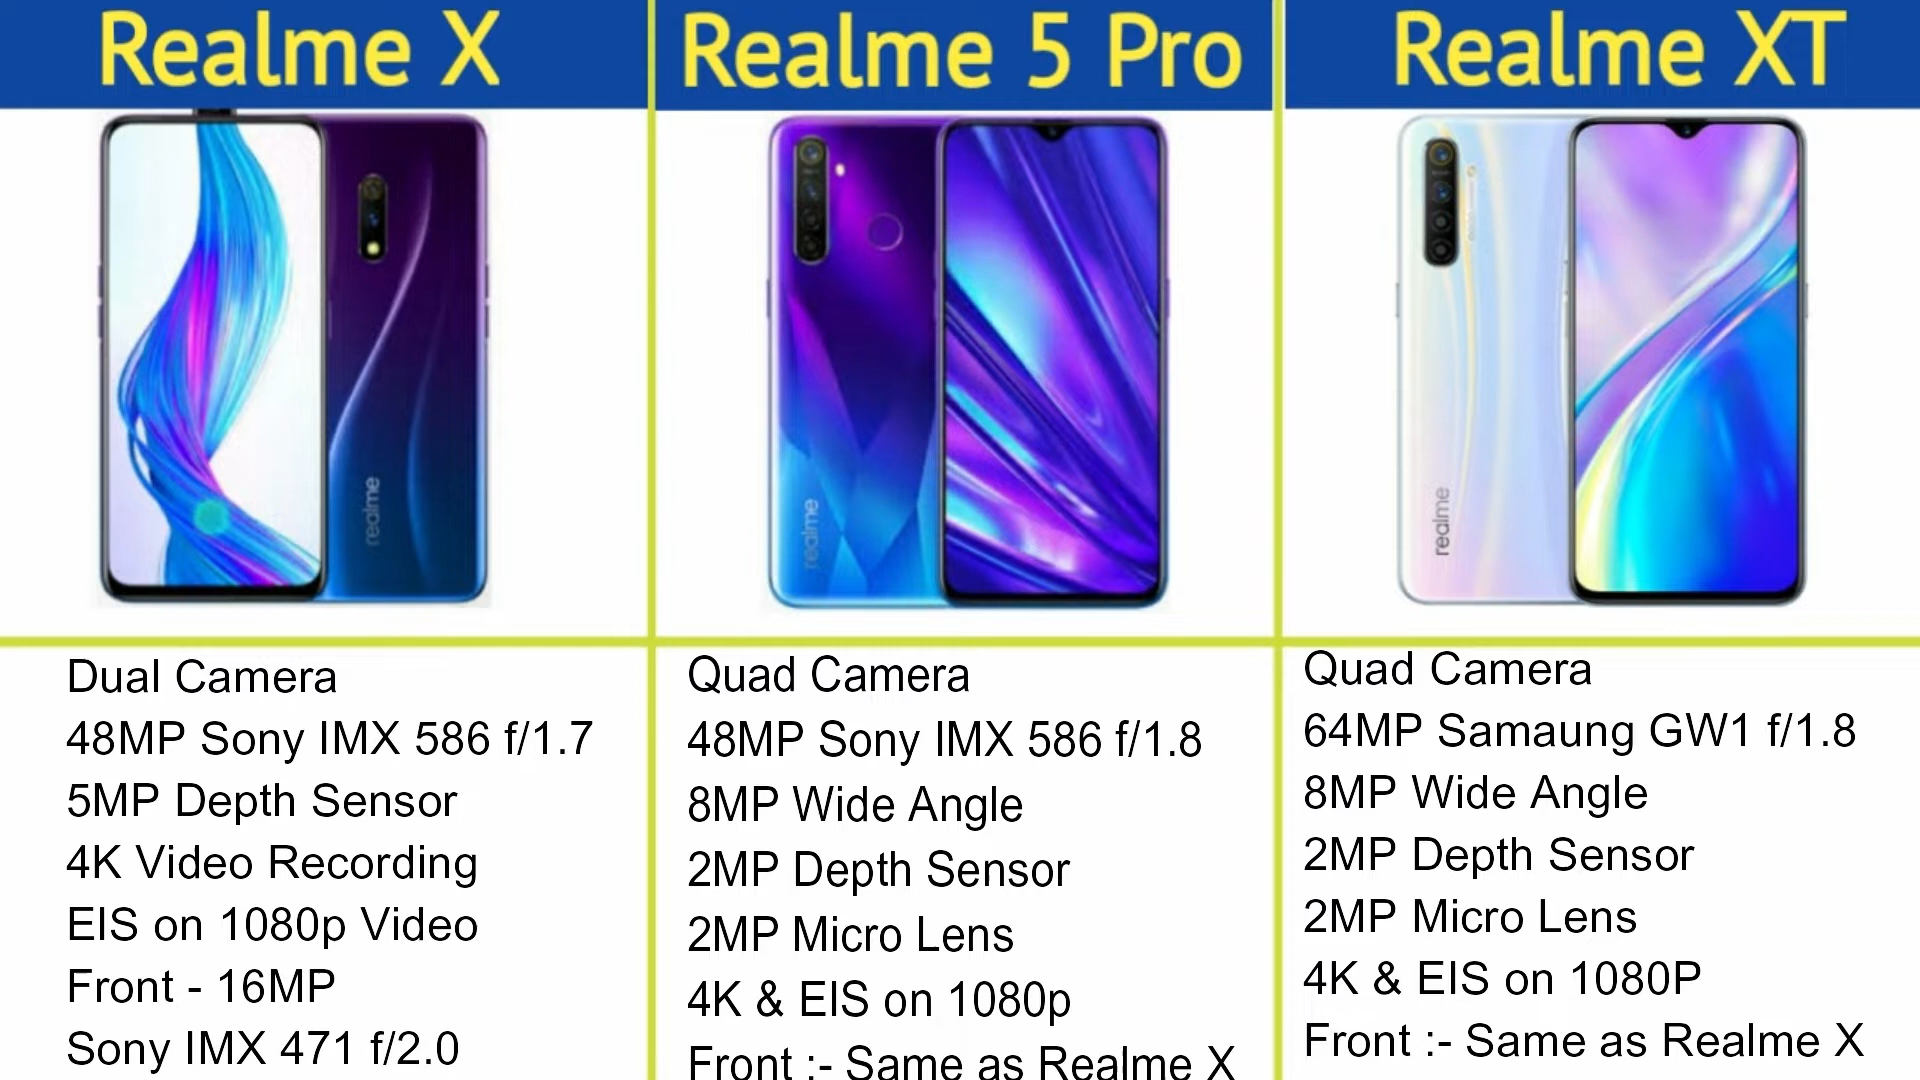 Realme X
Realme 5 Pro
Realme XT
realme
realme
realme
Dual Camera
48MP Sony IMX 586 f/1.7
5MP Depth Sensor
4K Video Recording
EIS on 1080p Video
Front - 16MP
Sony IMX 471 f/2.0
Quad Camera
48MP Sony IMX 586 f/1.8
8MP Wide Angle
2MP Depth Sensor
2MP Micro Lens
4K & EIS on 1080p
Front :- Same as Realme X
Quad Camera
64MP Samaung GW1 f/1.8
8MP Wide Angle
2MP Depth Sensor
2MP Micro Lens
4K & EIS on 1080P
Front :- Same as Realme X